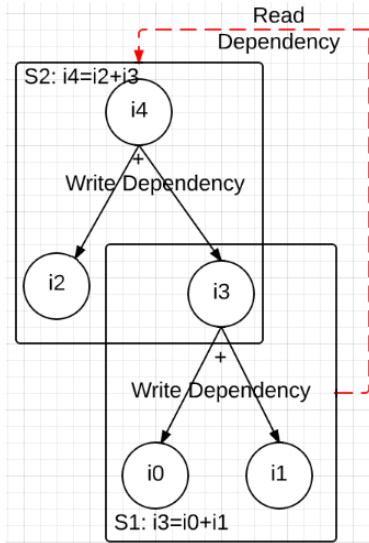 Read
Dependency
S2: i4=i2+i3
i4
+
Write Dependency
i2
i3
+
Write Dependency
i0
i1
S1: i3=i0+i1